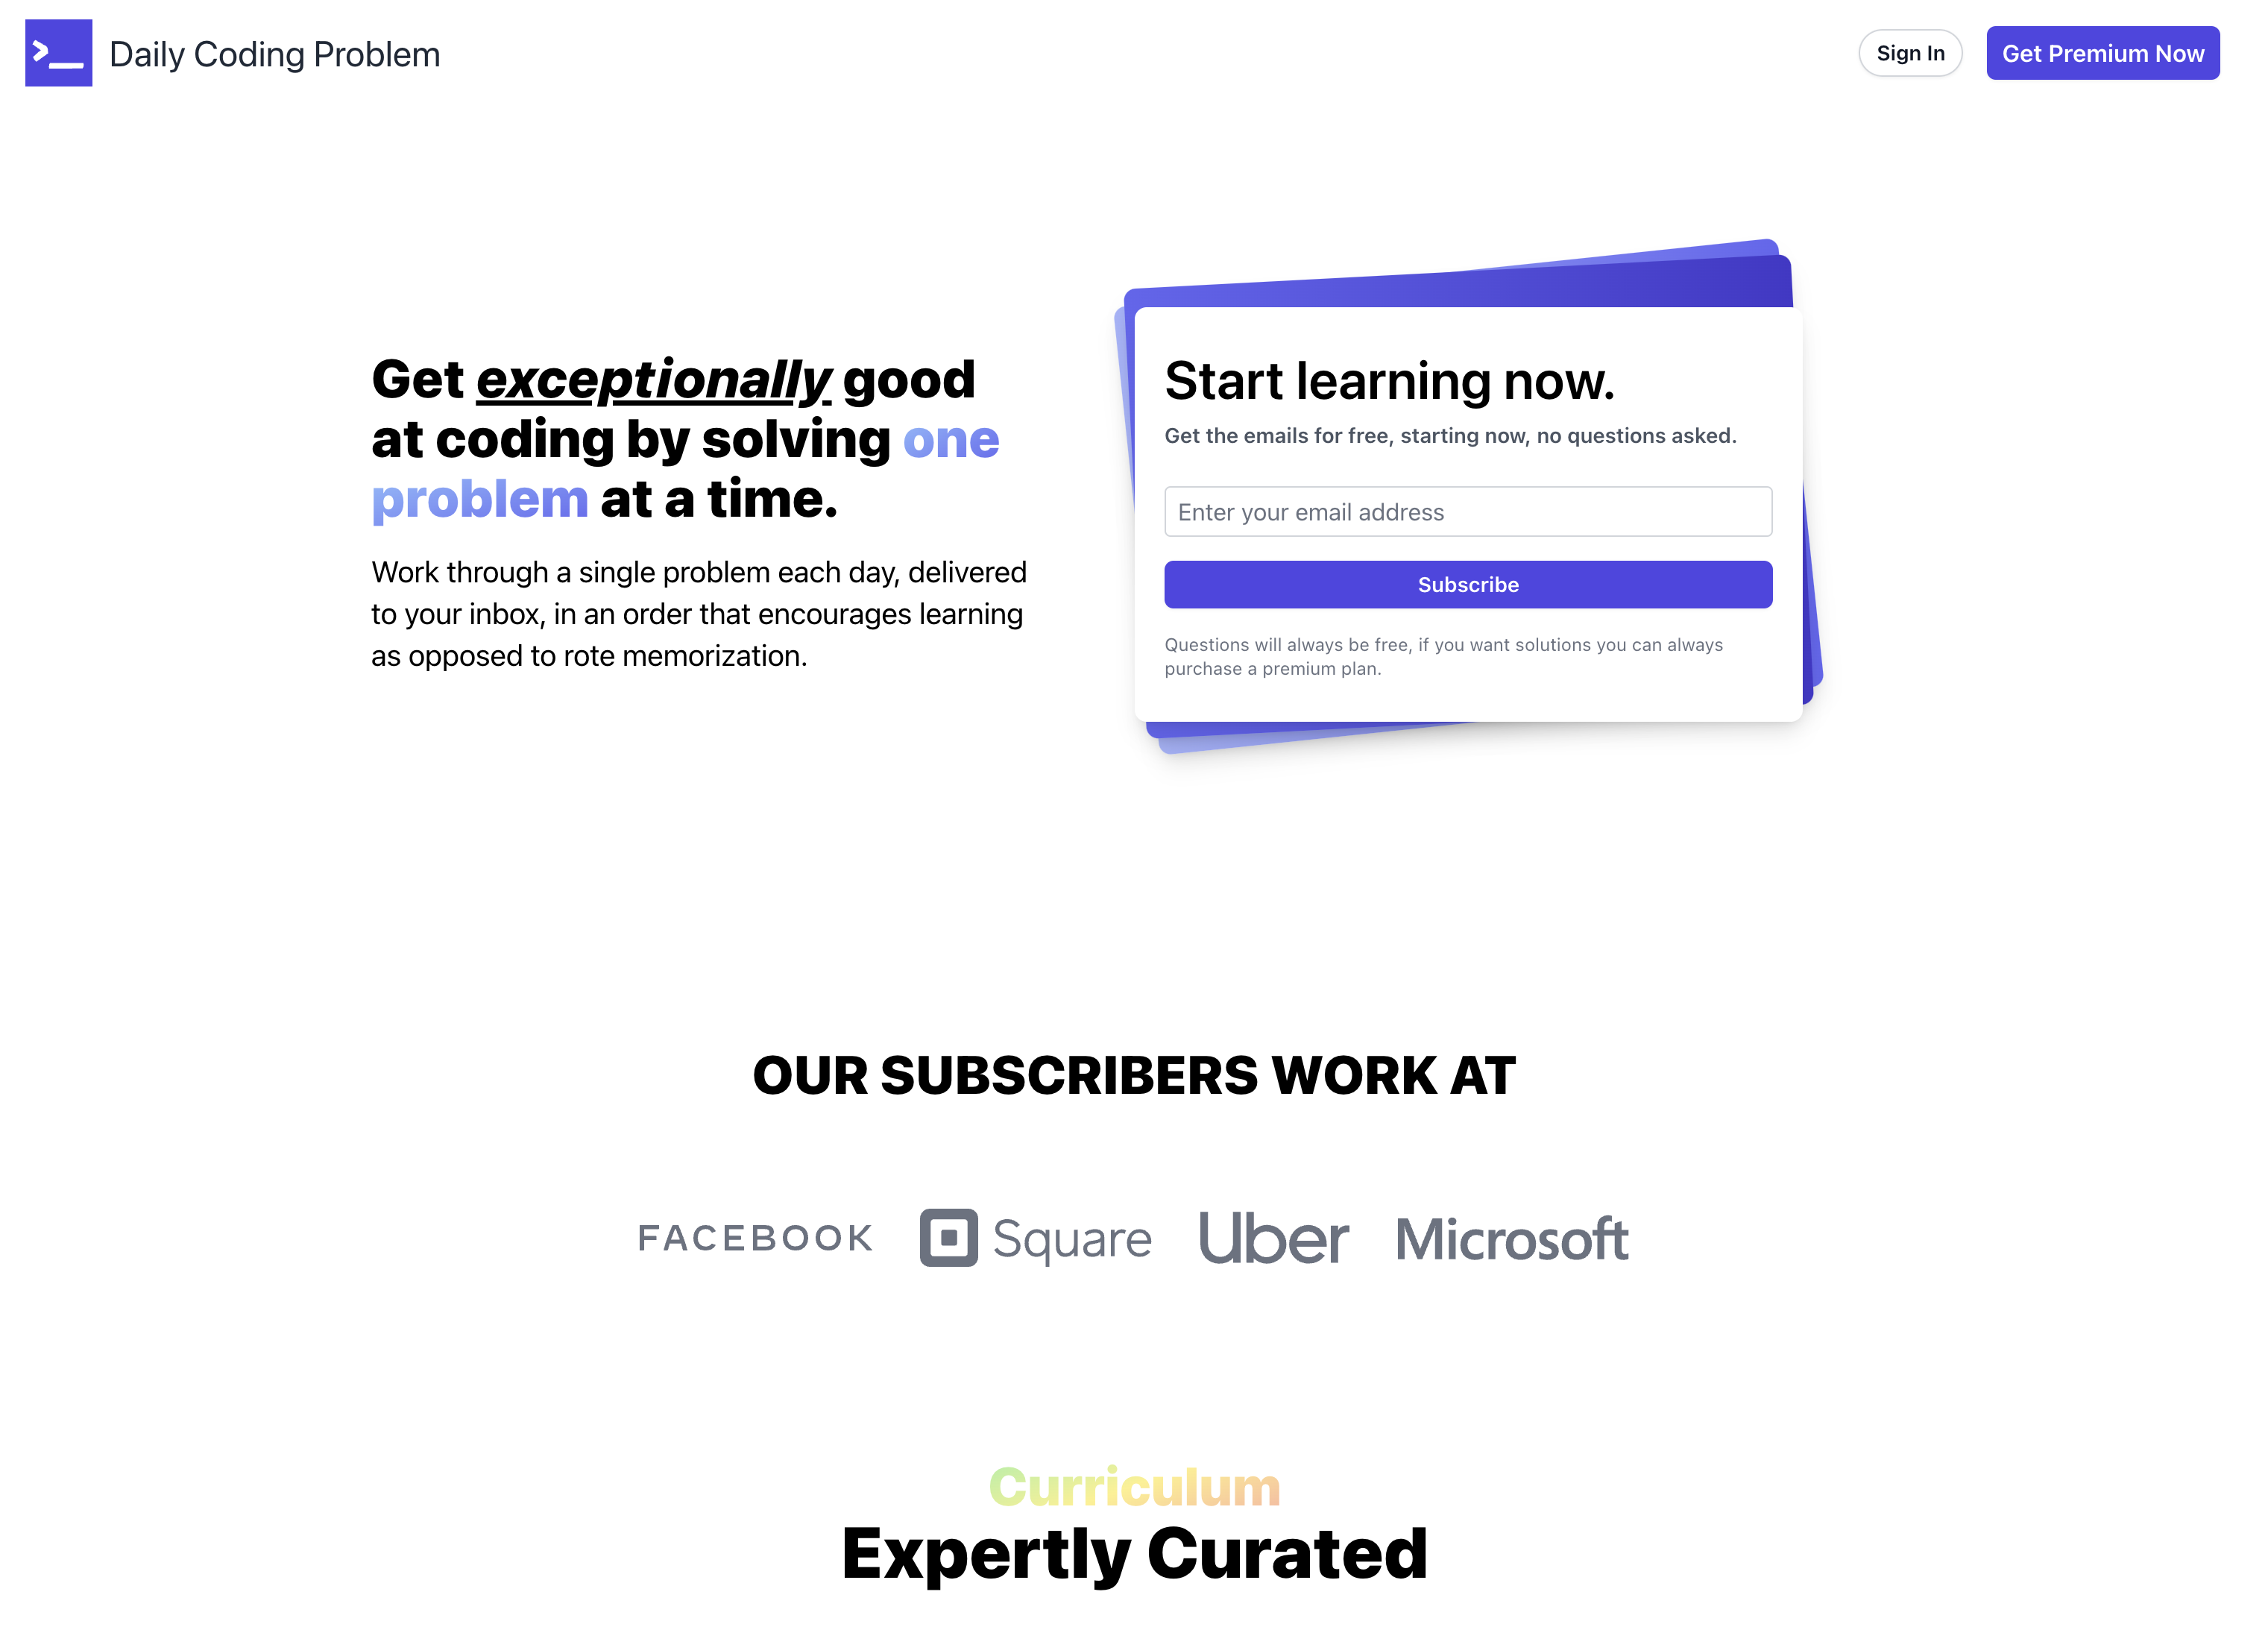 Daily Coding Problem
Sign In
Get Premium Now
Get exceptionally good
at coding by solving one
problem at a time.
Work through a single problem each day, delivered
to your inbox, in an order that encourages learning
as opposed to rote memorization.
Start learning now.
Get the emails for free, starting now, no questions asked.
Enter your email address
Subscribe
Questions will always be free, if you want solutions you can always
purchase a premium plan.
OUR SUBSCRIBERS WORK AT
FACEBOOK
Square
Uber
Microsoft
Curriculum
Expertly Curated